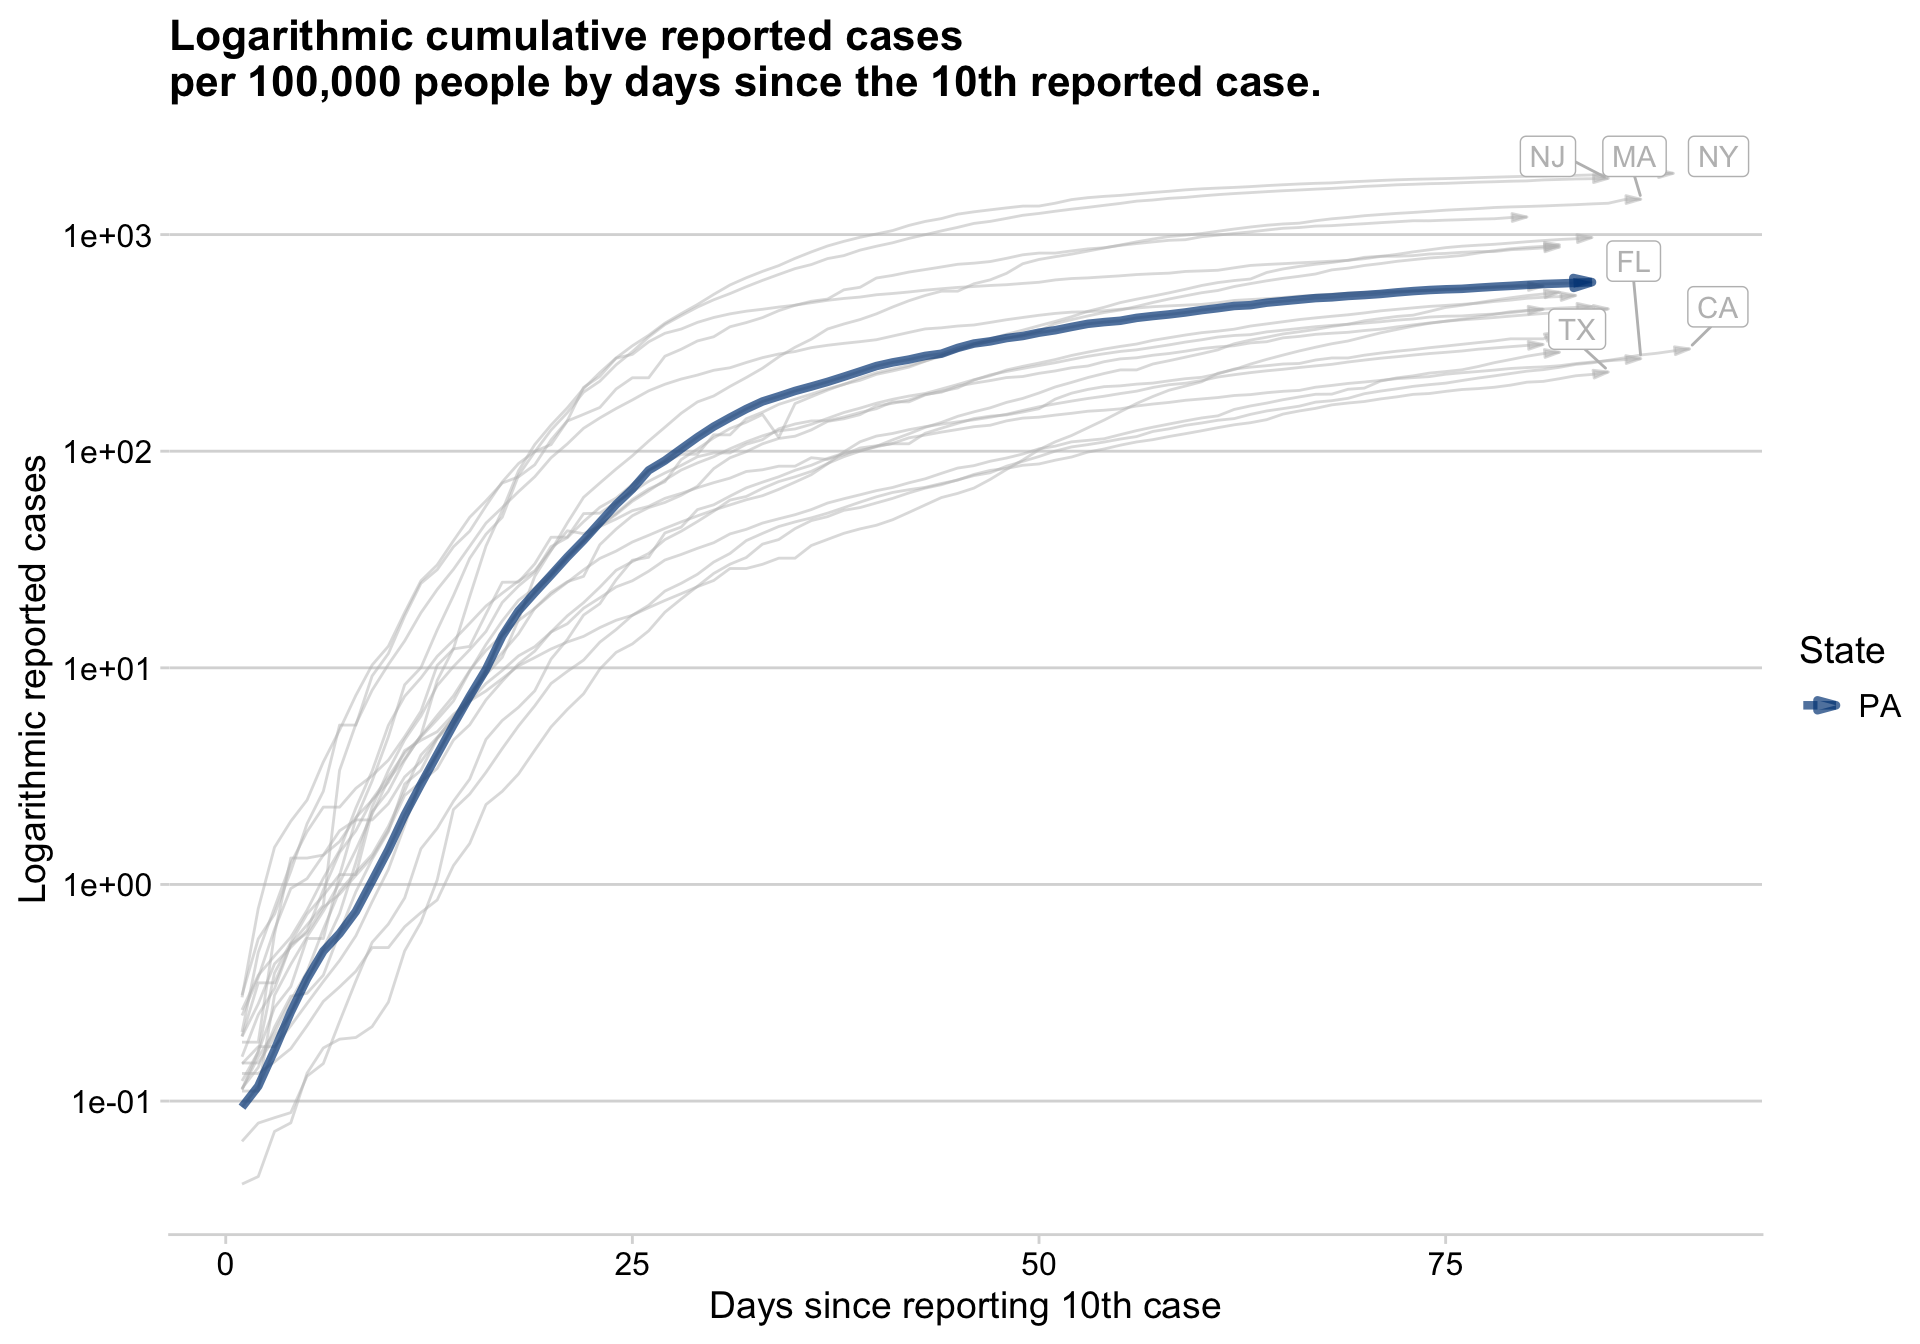 Logarithmic cumulative reported cases
per 100,000 people by days since the 10th reported case.
NJ
MA
NY
FL
CA
TX
1e+03
1e+02
1e+01
1e+00
1e-01
Logarithmic reported cases
0
25
50
75
Days since reporting 10th case
State
PA